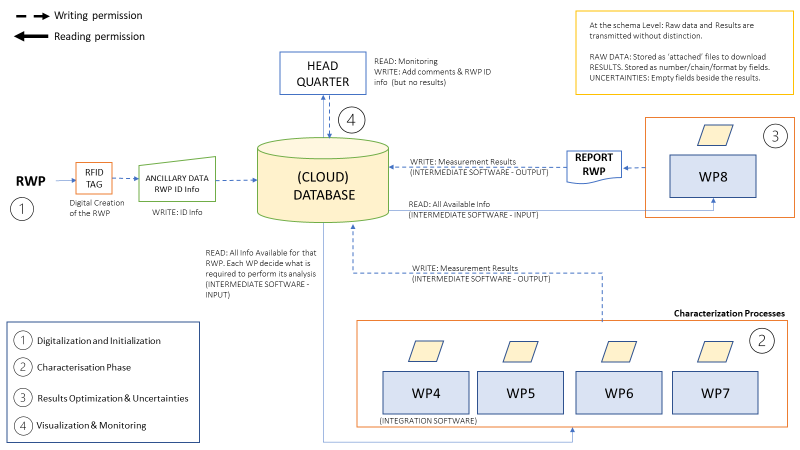 Writing permission
Reading permission
At the schema Level: Raw data and Results are
transmitted without distinction.
RAW DATA: Stored as 'attached' files to download
RESULTS. Stored as number/chain/format by fields.
UNCERTAINTIES: Empty fields beside the results.
HEAD
QUARTER
READ: Monitoring
WRITE: Add comments & RWP ID
info (but no results)
4
3
RWP
1
RFID
TAG
Digital Creation
of the RWP
ANCILLARY DATA
RWP ID Info
WRITE: ID Info
(CLOUD)
DATABASE
WRITE: Measurement Results
(INTERMEDIATE SOFTWARE - OUTPUT)
REPORT
RWP
WP8
READ: All Available Info
(INTERMEDIATE SOFTWARE - INPUT)
READ: All Info Available for that
RWP. Each WP decide what is
required to perform its analysis
(INTERMEDIATE SOFTWARE -
INPUT)
WRITE: Measurement Results
(INTERMEDIATE SOFTWARE - OUTPUT)
Characterization Processes
2
WP4
WP5
WP6
WP7
(INTEGRATION SOFTWARE)
1 Digitalization and Initialization
2 Characterisation Phase
3 Results Optimization & Uncertainties
4 Visualization & Monitoring